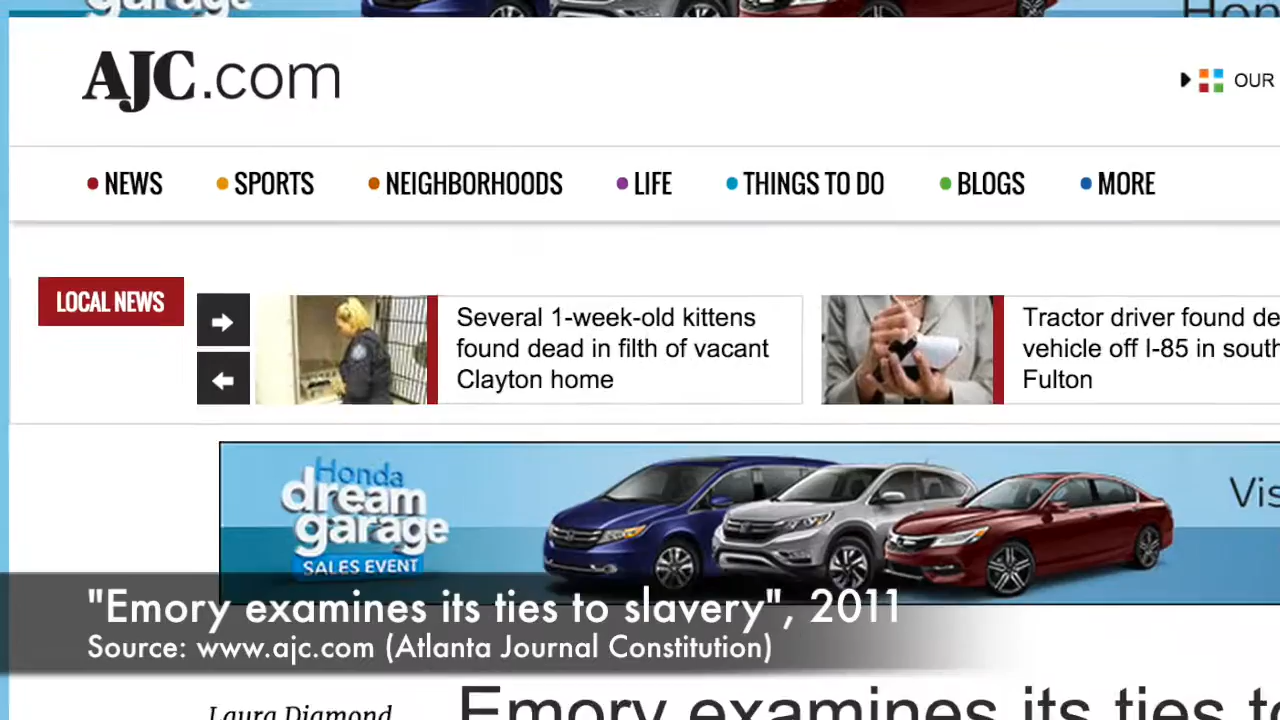 garage
Hon
AJC.com
OUR
NEWS
SPORTS
NEIGHBORHOODS
LIFE
THINGS TO DO
BLOGS
MORE
LOCAL NEWS
Several 1-week-old kittens
found dead in filth of vacant
Clayton home
Tractor driver found de
vehicle off I-85 in south
Fulton
Honda
dream
garage
SALES EVENT
Vis
"Emory examines its ties to slavery", 2011
Source: www.ajc.com (Atlanta Journal Constitution)
Laura Diamond
Emory examines its ties to